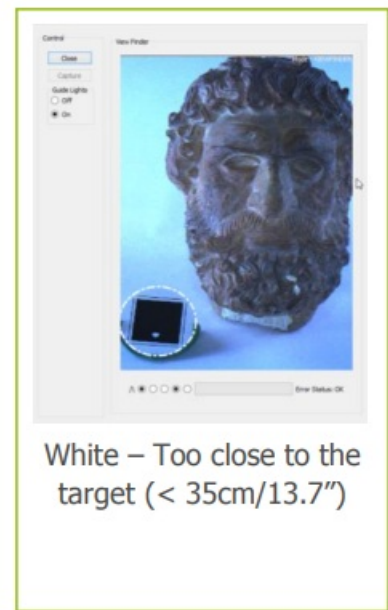 Control
View Finder
Close
Capture
Guide Lights
Off
On
Error Status: OK
White – Too close to the
target (< 35cm/13.7″)